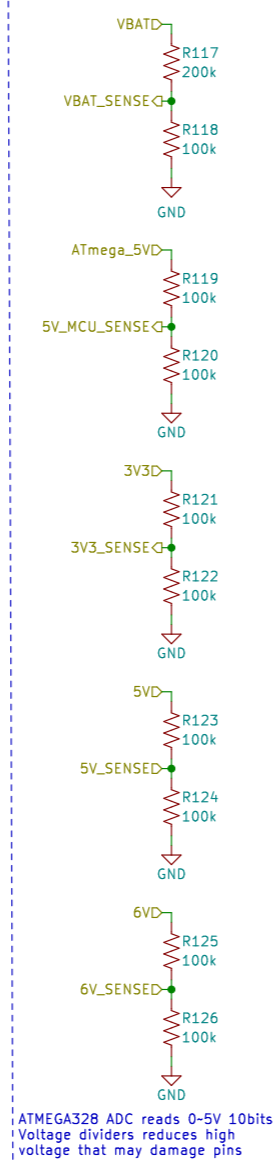 VBAT
R117
200k
VBAT_SENSE
R118
100k
GND
ATmega_5V
R119
100k
5V_MCU_SENSE
R120
100k
GND
3V3
R121
100k
3V3_SENSE
R122
100k
GND
5V
R123
100k
5V_SENSE
R124
100k
GND
6V
R125
100k
6V_SENSE
R126
100k
GND
ATMEGA328 ADC reads 0~5V 10bits
Voltage dividers reduces high
voltage that may damage pins